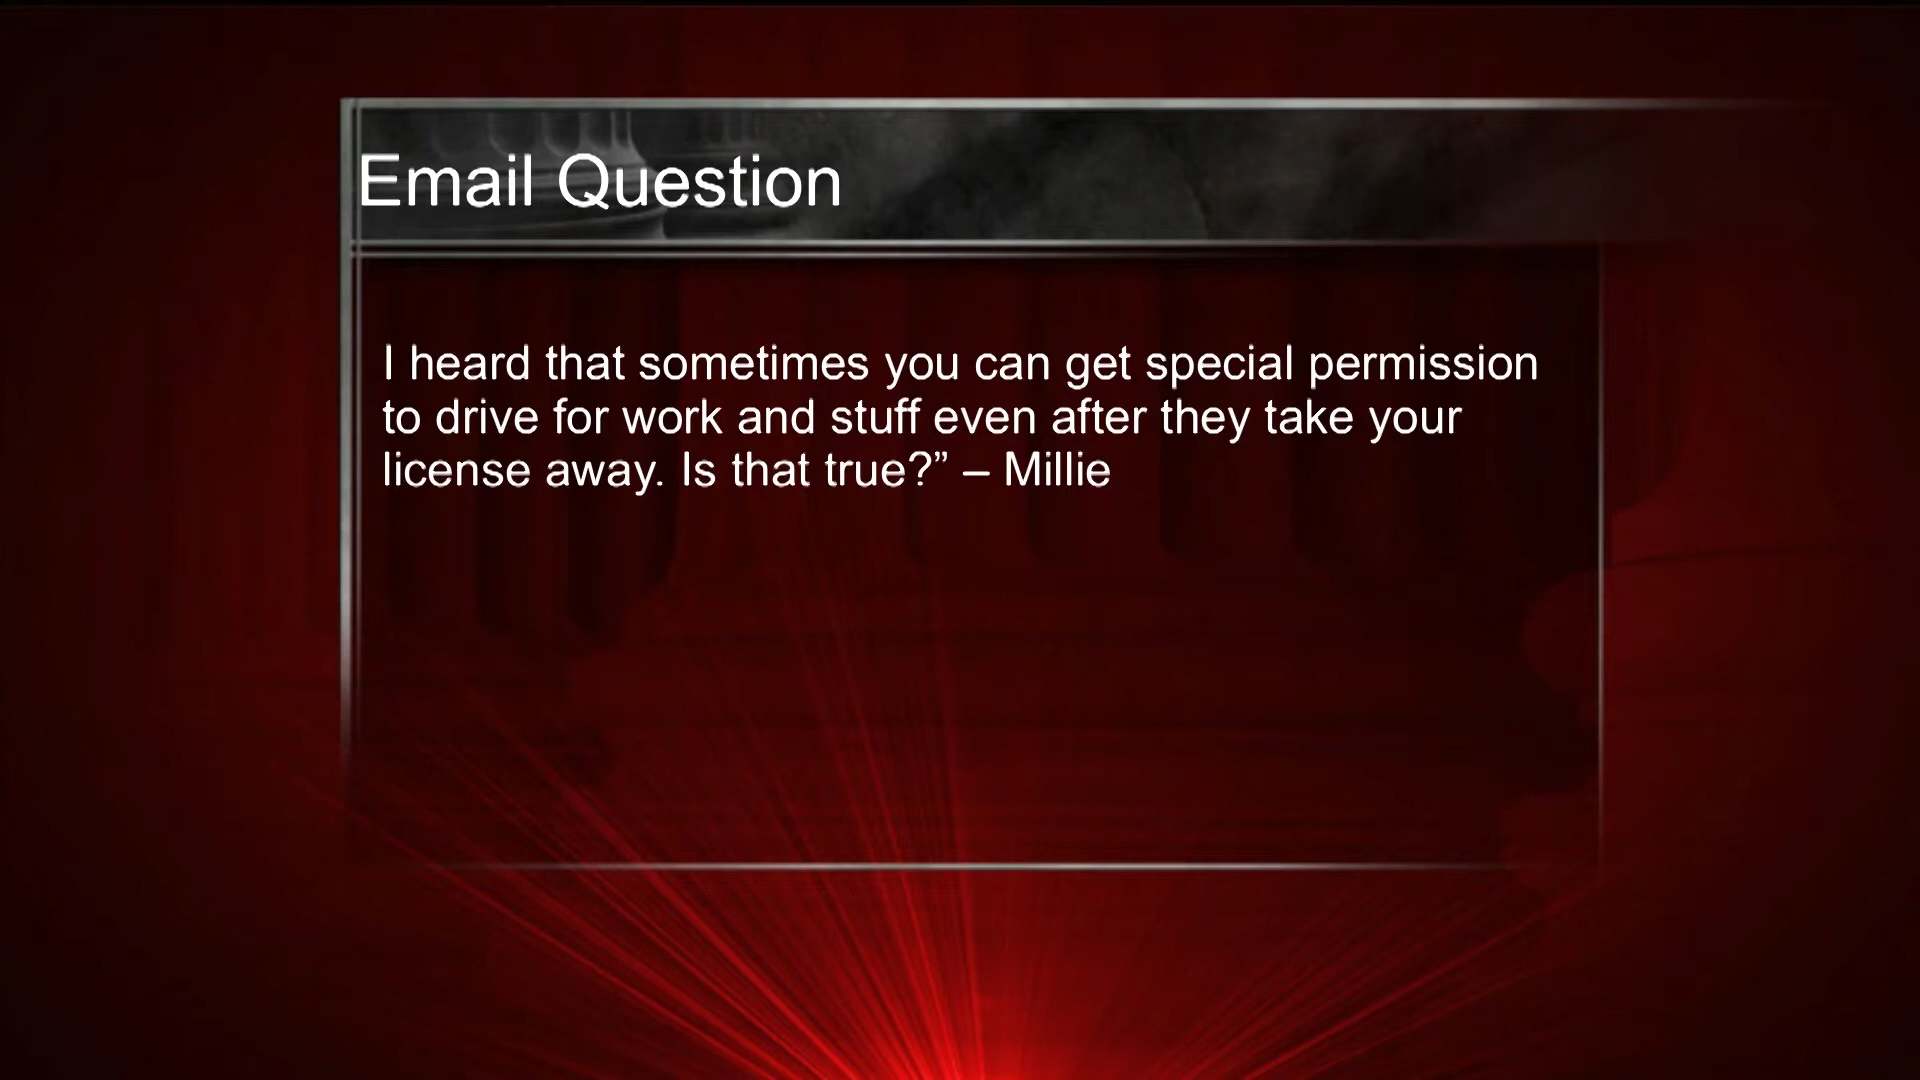 Email Question
I heard that sometimes you can get special permission
to drive for work and stuff even after they take your
license away. Is that true?” – Millie